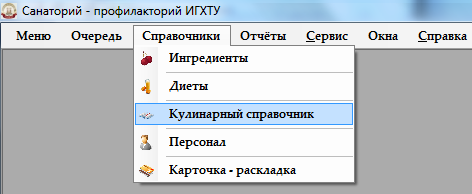 Санаторий - профилакторий ИГХТУ
Меню Очередь Справочники Отчёты Сервис Окна Справка
Ингредиенты
Диеты
Кулинарный справочник
Персонал
Карточка - раскладка